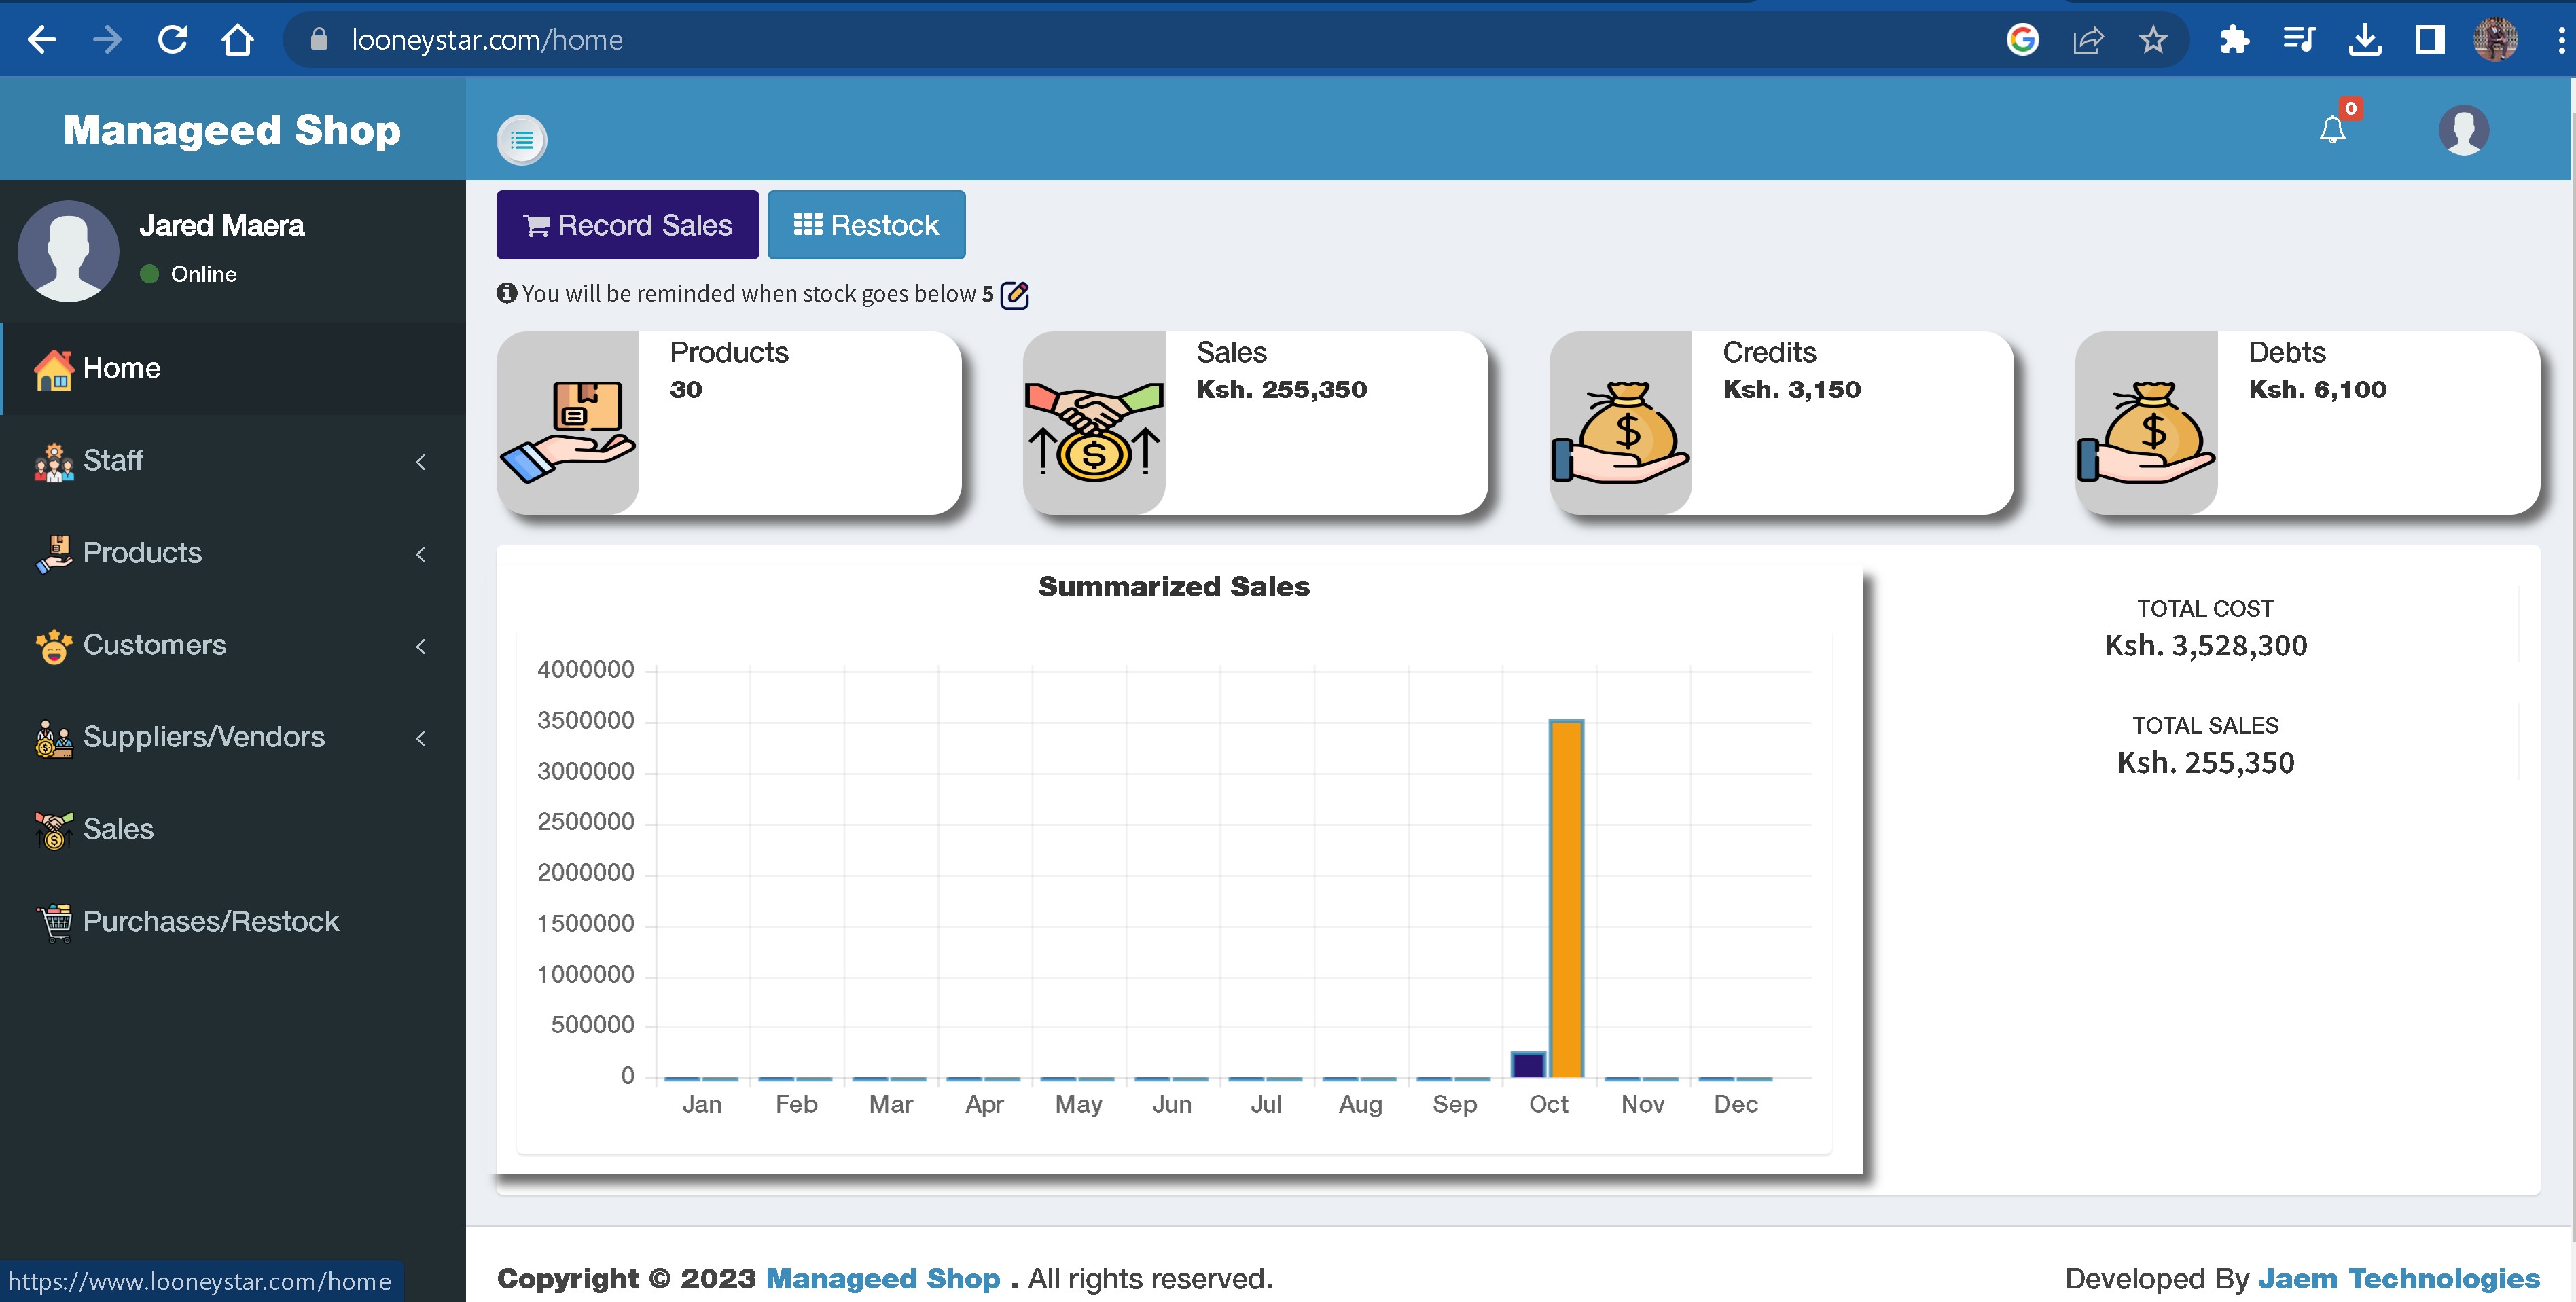 looneystar.com/home
Manageed Shop
0
Jared Maera
Online
Home
Staff
Products
Customers
Suppliers/Vendors
Sales
Purchases/Restock
Record Sales
Restock
You will be reminded when stock goes below 5
Products
30
Sales
Ksh. 255,350
Credits
Ksh. 3,150
Debts
Ksh. 6,100
Summarized Sales
4000000
3500000
3000000
2500000
2000000
1500000
1000000
500000
0
Jan Feb Mar Apr May Jun Jul Aug Sep Oct Nov Dec
TOTAL COST
Ksh. 3,528,300
TOTAL SALES
Ksh. 255,350
Copyright © 2023 Manageed Shop . All rights reserved.
Developed By Jaem Technologies
https://www.looneystar.com/home